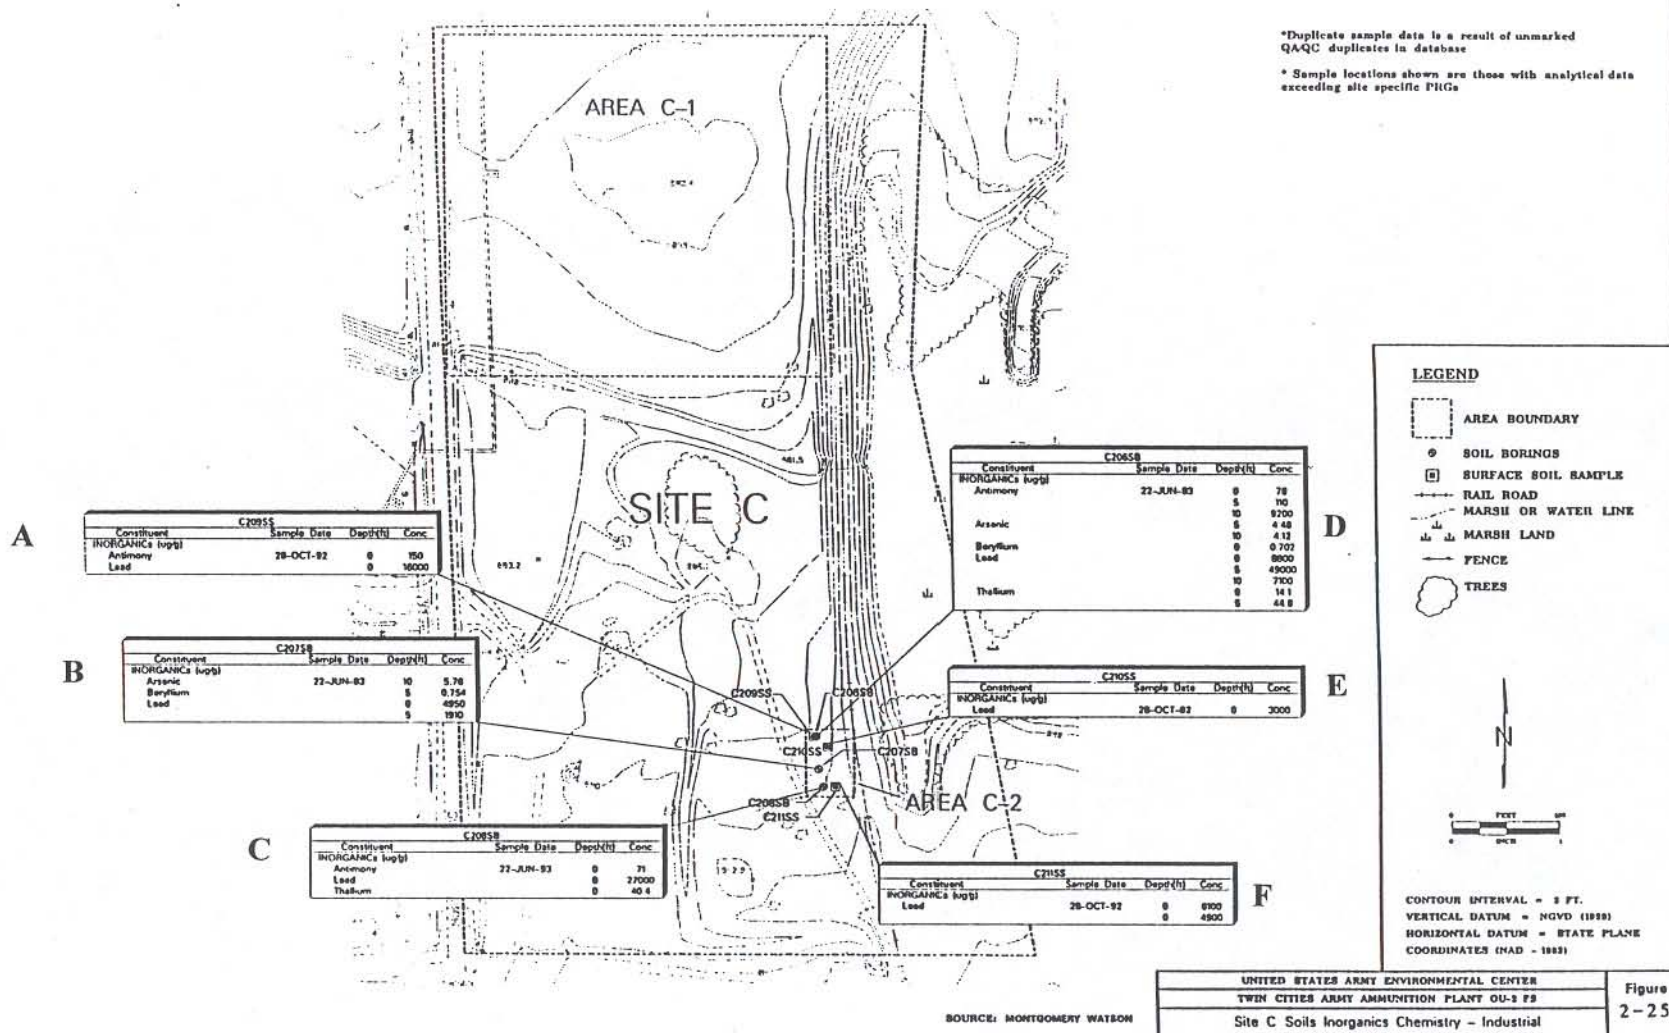 *Duplicate sample data is a result of unmarked
QA/QC duplicates in database
* Sample locations shown are those with analytical data
exceeding site specific PRGs
AREA C-1
SITE C
AREA C-2
A
C209SS
Constituent Sample Date Depth(ft) Conc
INORGANICs (ug/g)
Antimony 28-OCT-92 0 150
Lead 0 16000
B
C207SB
Constituent Sample Date Depth(ft) Conc
INORGANICs (ug/g)
Arsenic 22-JUN-93 10 5.76
Beryllium 5 0.754
Lead 0 4950
5 1910
C
C208SB
Constituent Sample Date Depth(ft) Conc
INORGANICs (ug/g)
Antimony 22-JUN-93 0 71
Lead 0 27000
Thallium 0 40.4
D
C206SB
Constituent Sample Date Depth(ft) Conc
INORGANICs (ug/g)
Antimony 22-JUN-93 0 78
5 110
10 9200
Arsenic 5 4.48
10 4.12
Beryllium 0 0.702
Lead 0 8800
5 49000
10 7100
Thallium 0 14.1
5 44.8
E
C210SS
Constituent Sample Date Depth(ft) Conc
INORGANICs (ug/g)
Lead 28-OCT-92 0 3000
F
C211SS
Constituent Sample Date Depth(ft) Conc
INORGANICs (ug/g)
Lead 28-OCT-92 0 6100
0 4900
C209SS
C206SB
C210SS
C207SB
C208SB
C211SS
893.2
LEGEND
AREA BOUNDARY
SOIL BORINGS
SURFACE SOIL SAMPLE
RAIL ROAD
MARSH OR WATER LINE
MARSH LAND
FENCE
TREES
N
0 FEET
0 INCH 1
CONTOUR INTERVAL = 2 FT.
VERTICAL DATUM = NGVD
HORIZONTAL DATUM = STATE PLANE
COORDINATES (NAD - 1983)
UNITED STATES ARMY ENVIRONMENTAL CENTER
TWIN CITIES ARMY AMMUNITION PLANT OU-2 FS
Site C Soils Inorganics Chemistry - Industrial
Figure
2-25
SOURCE: MONTGOMERY WATSON